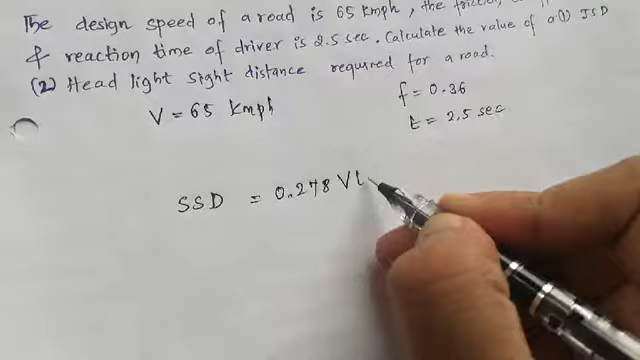 The design speed of a road is 65 kmph, the friction
& reaction time of driver is 2.5 sec. Calculate the value of a (1) ISD
(2) Head light sight distance required for a road.
V = 65 kmph
f = 0.36
t = 2.5 sec
SSD = 0.278 Vt